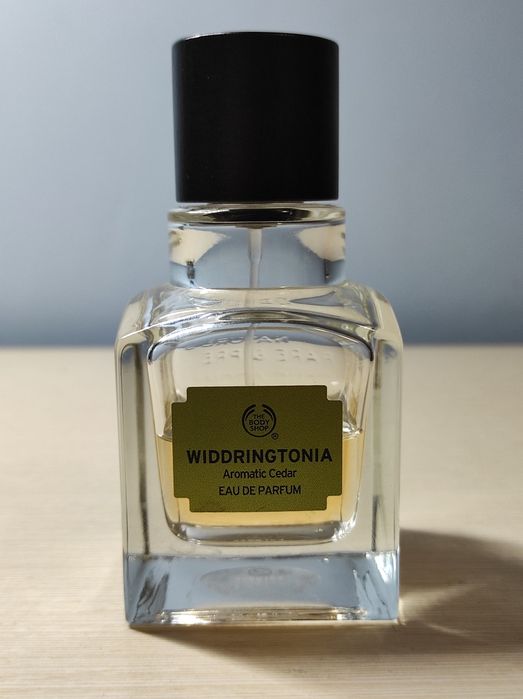 THE
BODY
SHOP
®
WIDDRINGTONIA
Aromatic Cedar
EAU DE PARFUM